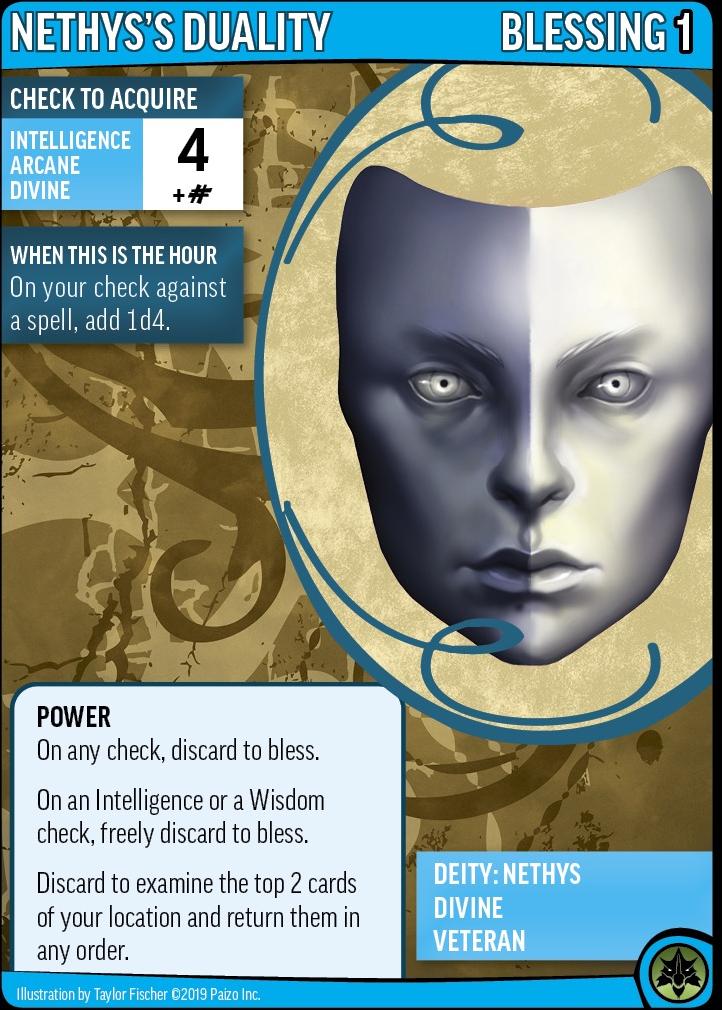 NETHYS'S DUALITY
BLESSING 1
CHECK TO ACQUIRE
INTELLIGENCE
ARCANE
DIVINE
4
+#
WHEN THIS IS THE HOUR
On your check against
a spell, add 1d4.
POWER
On any check, discard to bless.
On an Intelligence or a Wisdom
check, freely discard to bless.
Discard to examine the top 2 cards
of your location and return them in
any order.
DEITY: NETHYS
DIVINE
VETERAN
Illustration by Taylor Fischer ©2019 Paizo Inc.